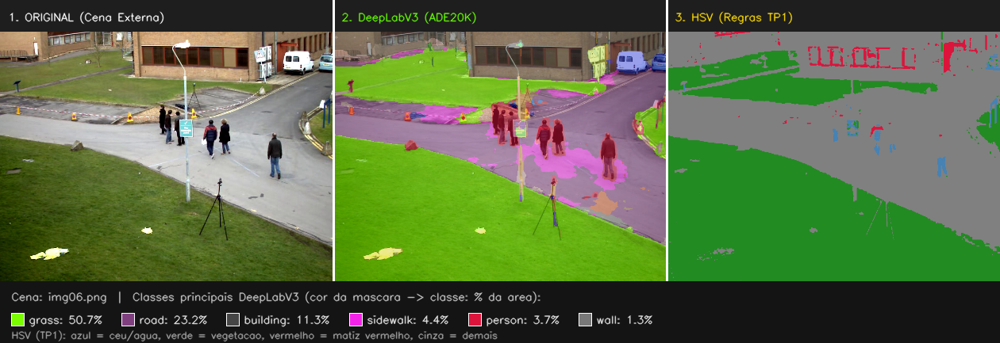 1. ORIGINAL (Cena Externa)
2. DeepLabV3 (ADE20K)
3. HSV (Regras TP1)
Cena: img06.png | Classes principais DeepLabV3 (cor da mascara -> classe: % da area):
grass: 50.7% road: 23.2% building: 11.3% sidewalk: 4.4% person: 3.7% wall: 1.3%
HSV (TP1): azul = ceu/agua, verde = vegetacao, vermelho = matiz vermelho, cinza = demais